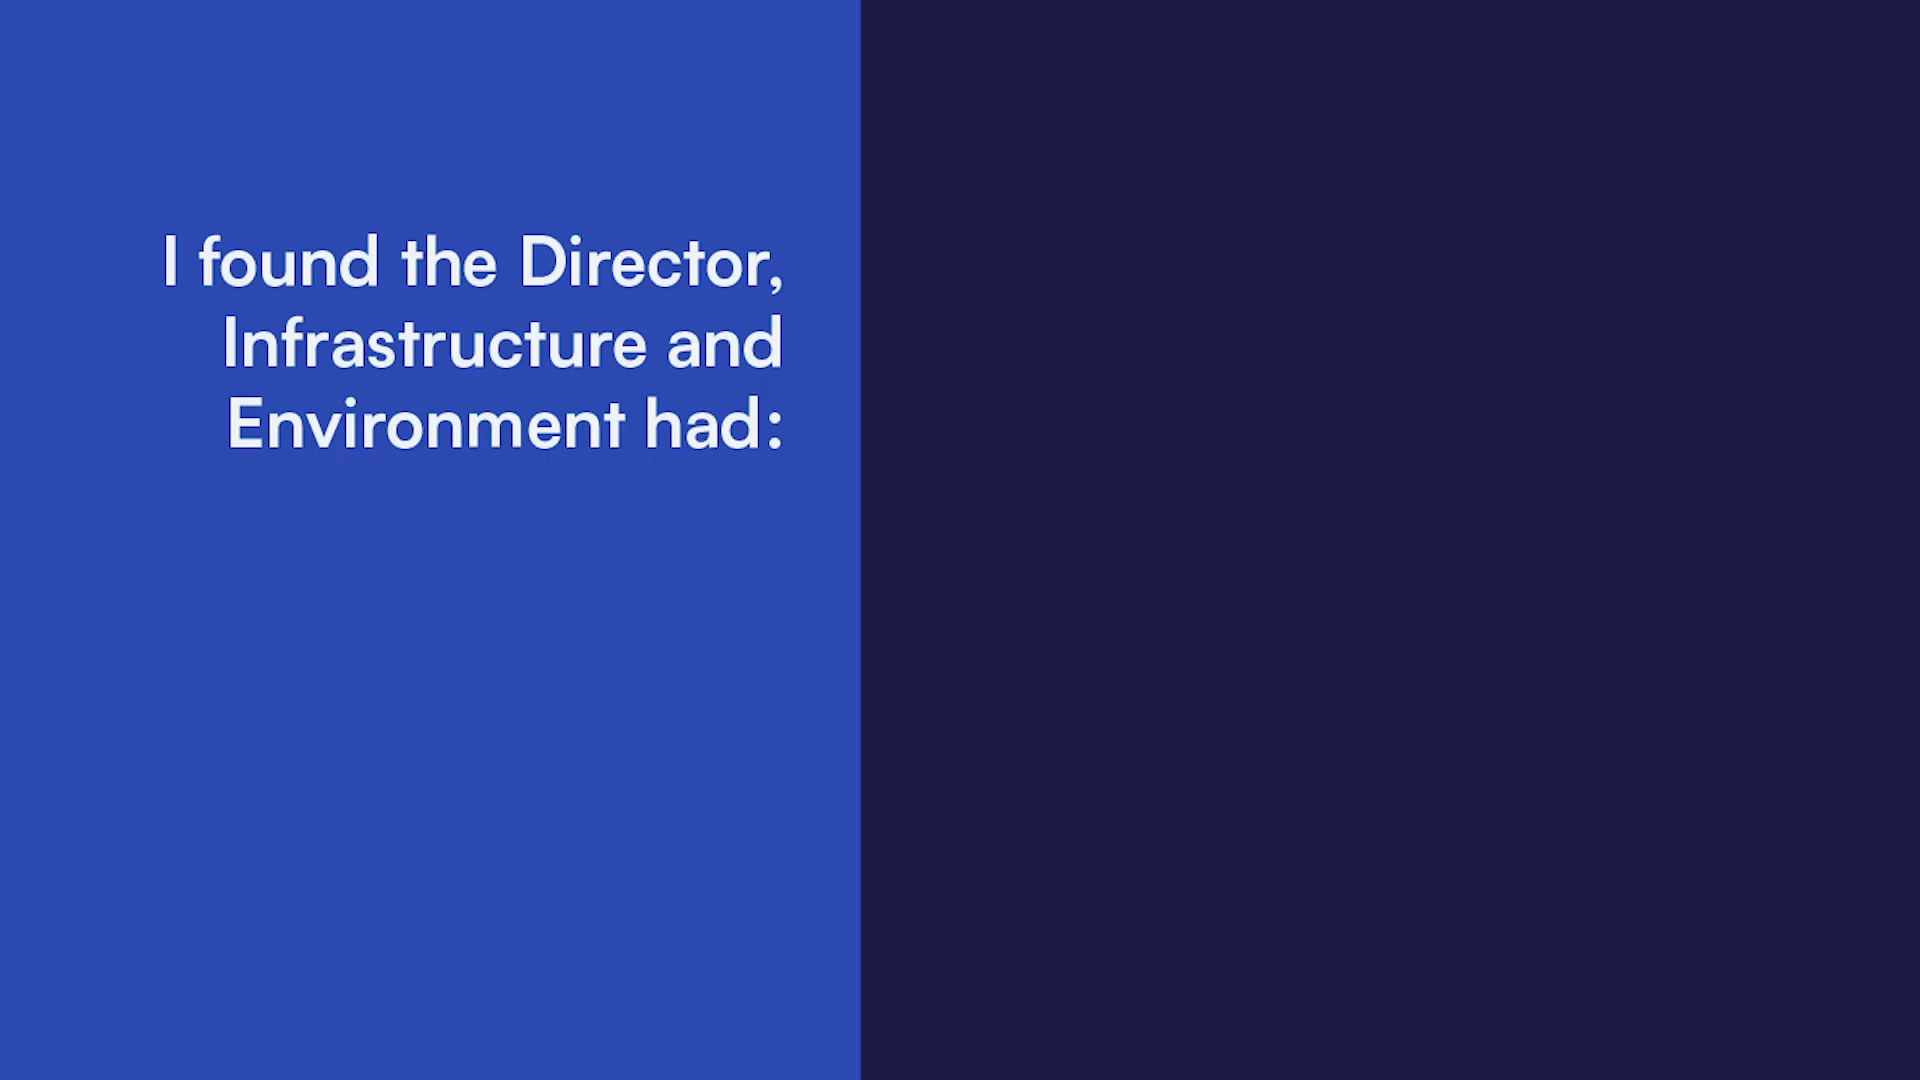 I found the Director,
Infrastructure and
Environment had: